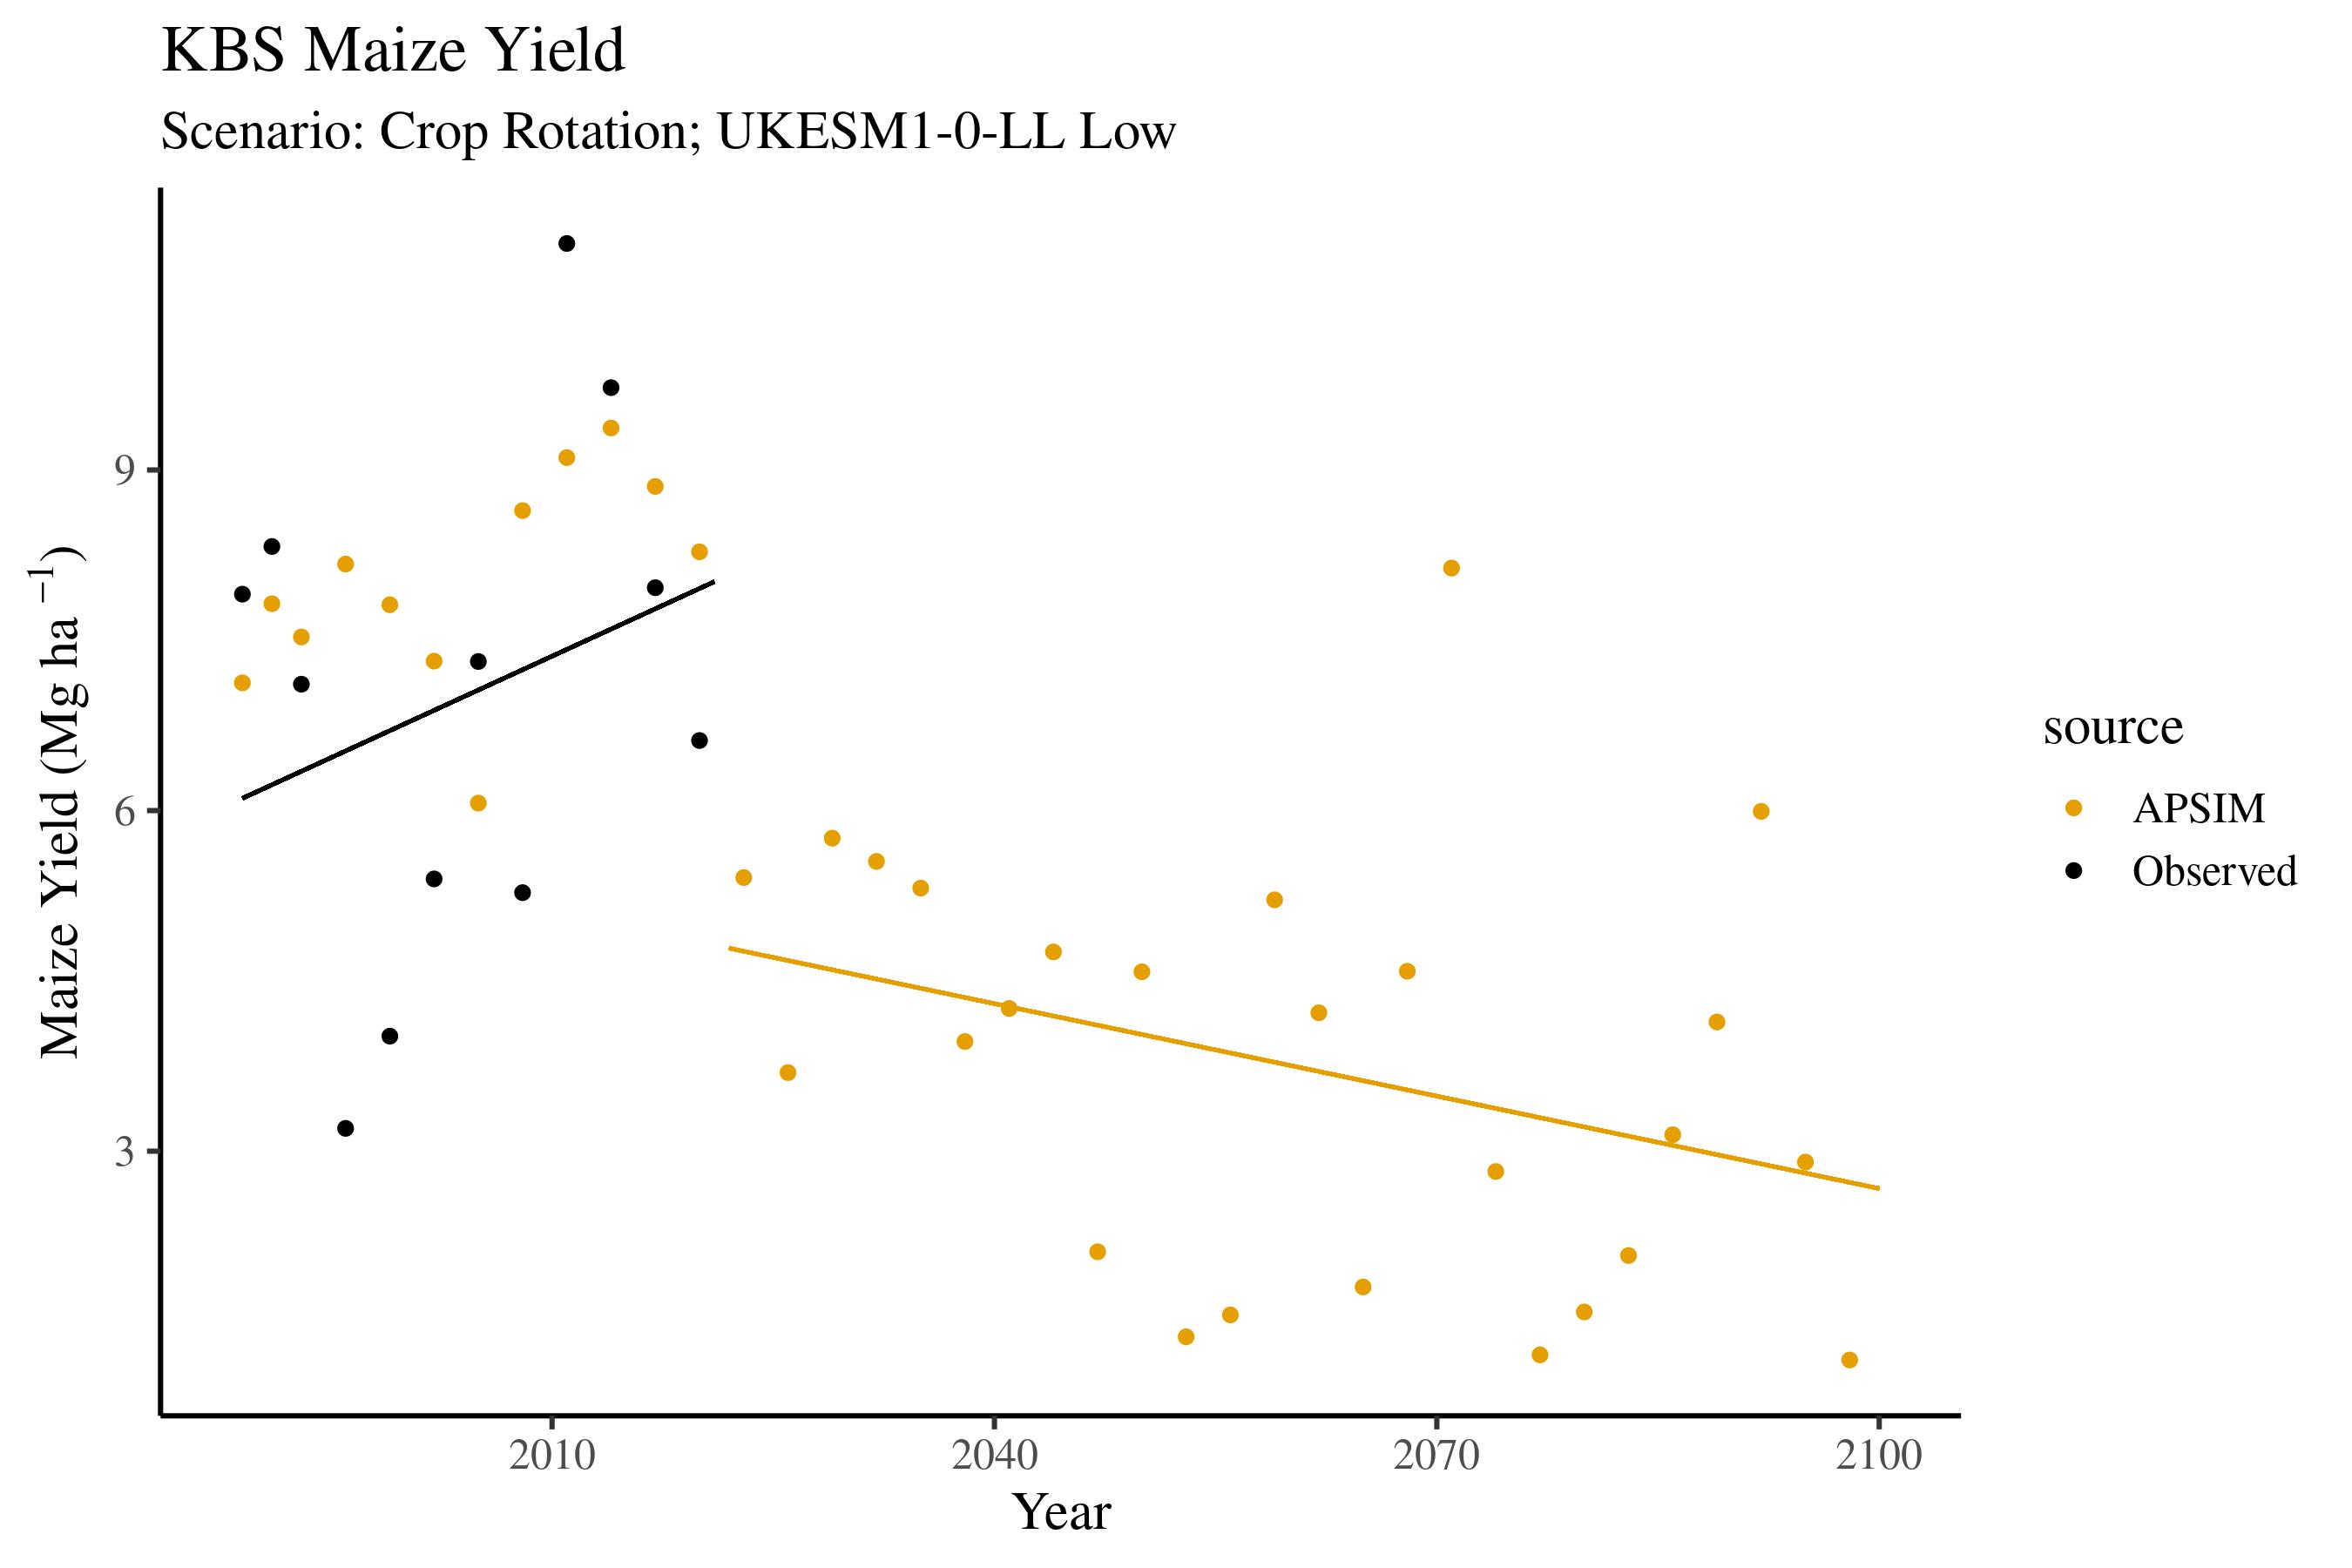 KBS Maize Yield
Scenario: Crop Rotation; UKESM1-0-LL Low
Maize Yield (Mg ha −1)
9
6
3
2010
2040
2070
2100
Year
source
APSIM
Observed